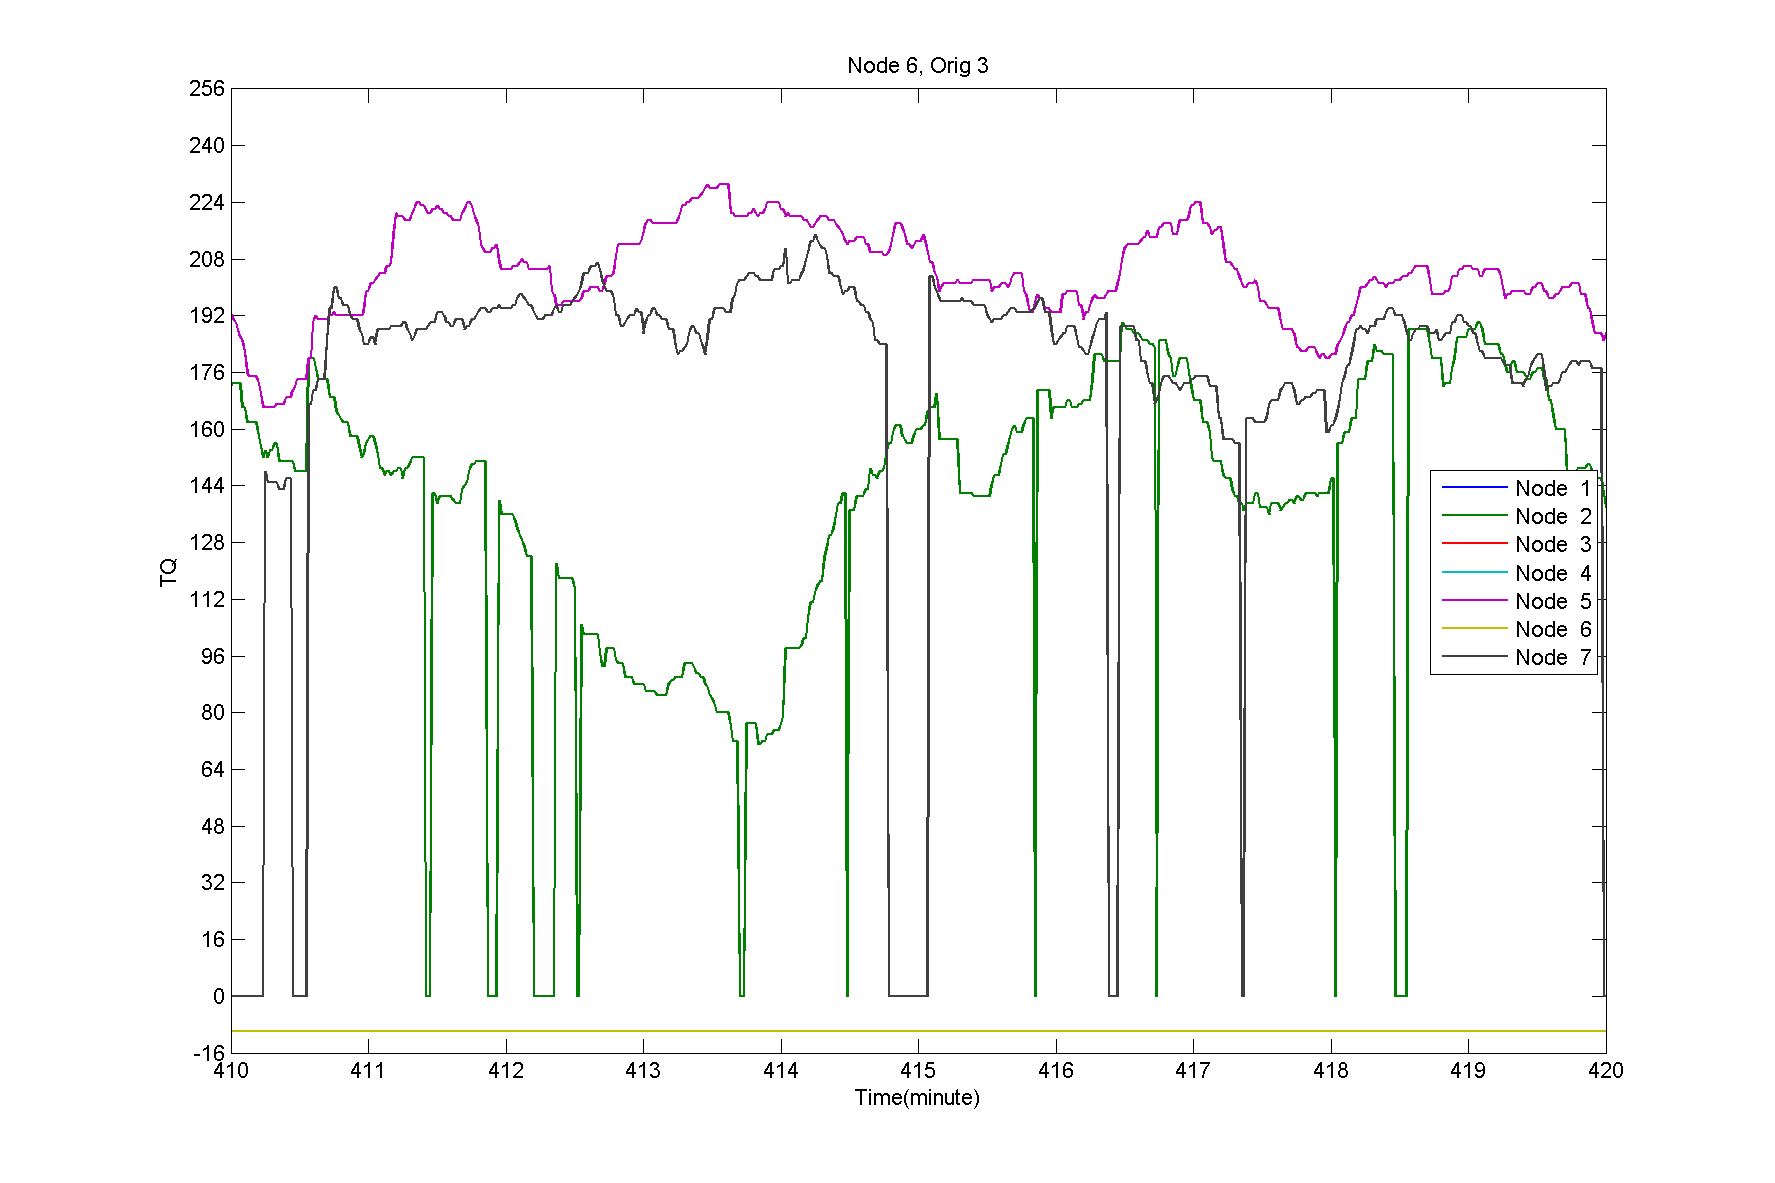 Node 6, Orig 3
256
240
224
208
192
176
160
144
128
112
96
80
64
48
32
16
0
-16
TQ
410 411 412 413 414 415 416 417 418 419 420
Time(minute)
Node 1
Node 2
Node 3
Node 4
Node 5
Node 6
Node 7